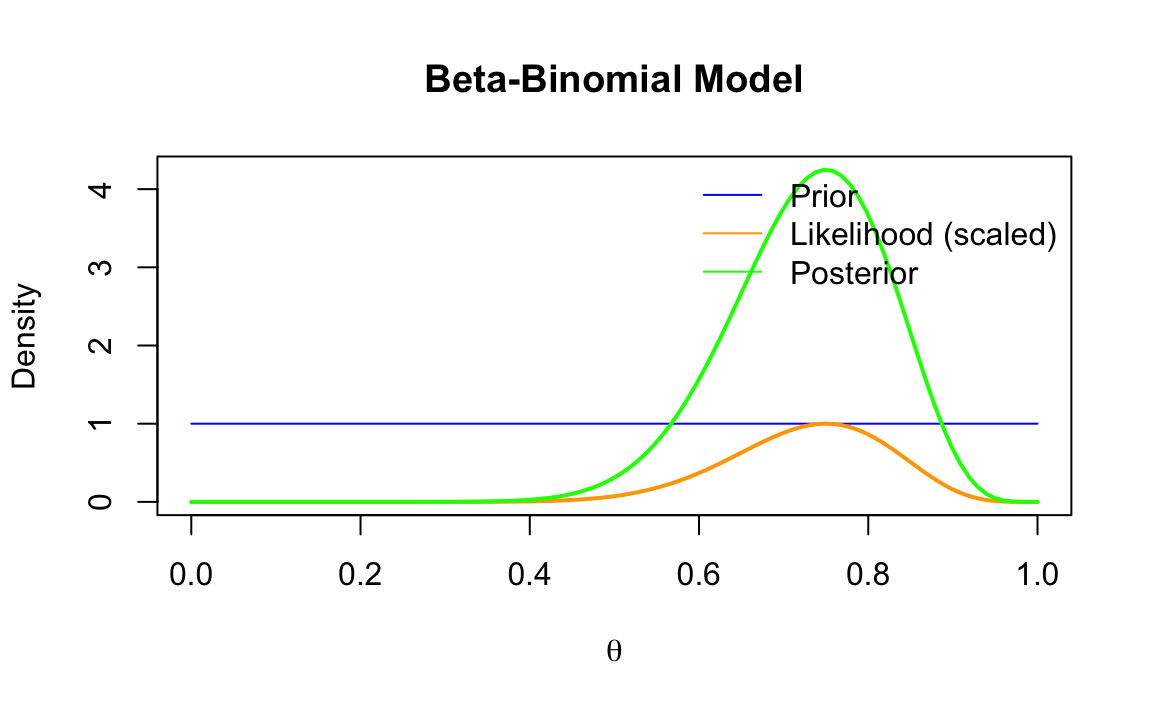 Beta-Binomial Model
Density
4
3
2
1
0
Prior
Likelihood (scaled)
Posterior
0.0 0.2 0.4 0.6 0.8 1.0
θ